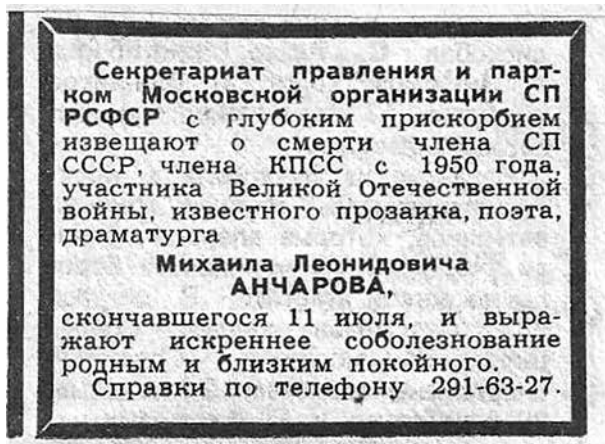 Секретариат правления и парт-
ком Московской организации СП
РСФСР с глубоким прискорбием
извещают о смерти члена СП
СССР, члена КПСС с 1950 года,
участника Великой Отечественной
войны, известного прозаика, поэта,
драматурга
Михаила Леонидовича
АНЧАРОВА,
скончавшегося 11 июля, и выра-
жают искреннее соболезнование
родным и близким покойного.
Справки по телефону 291-63-27.